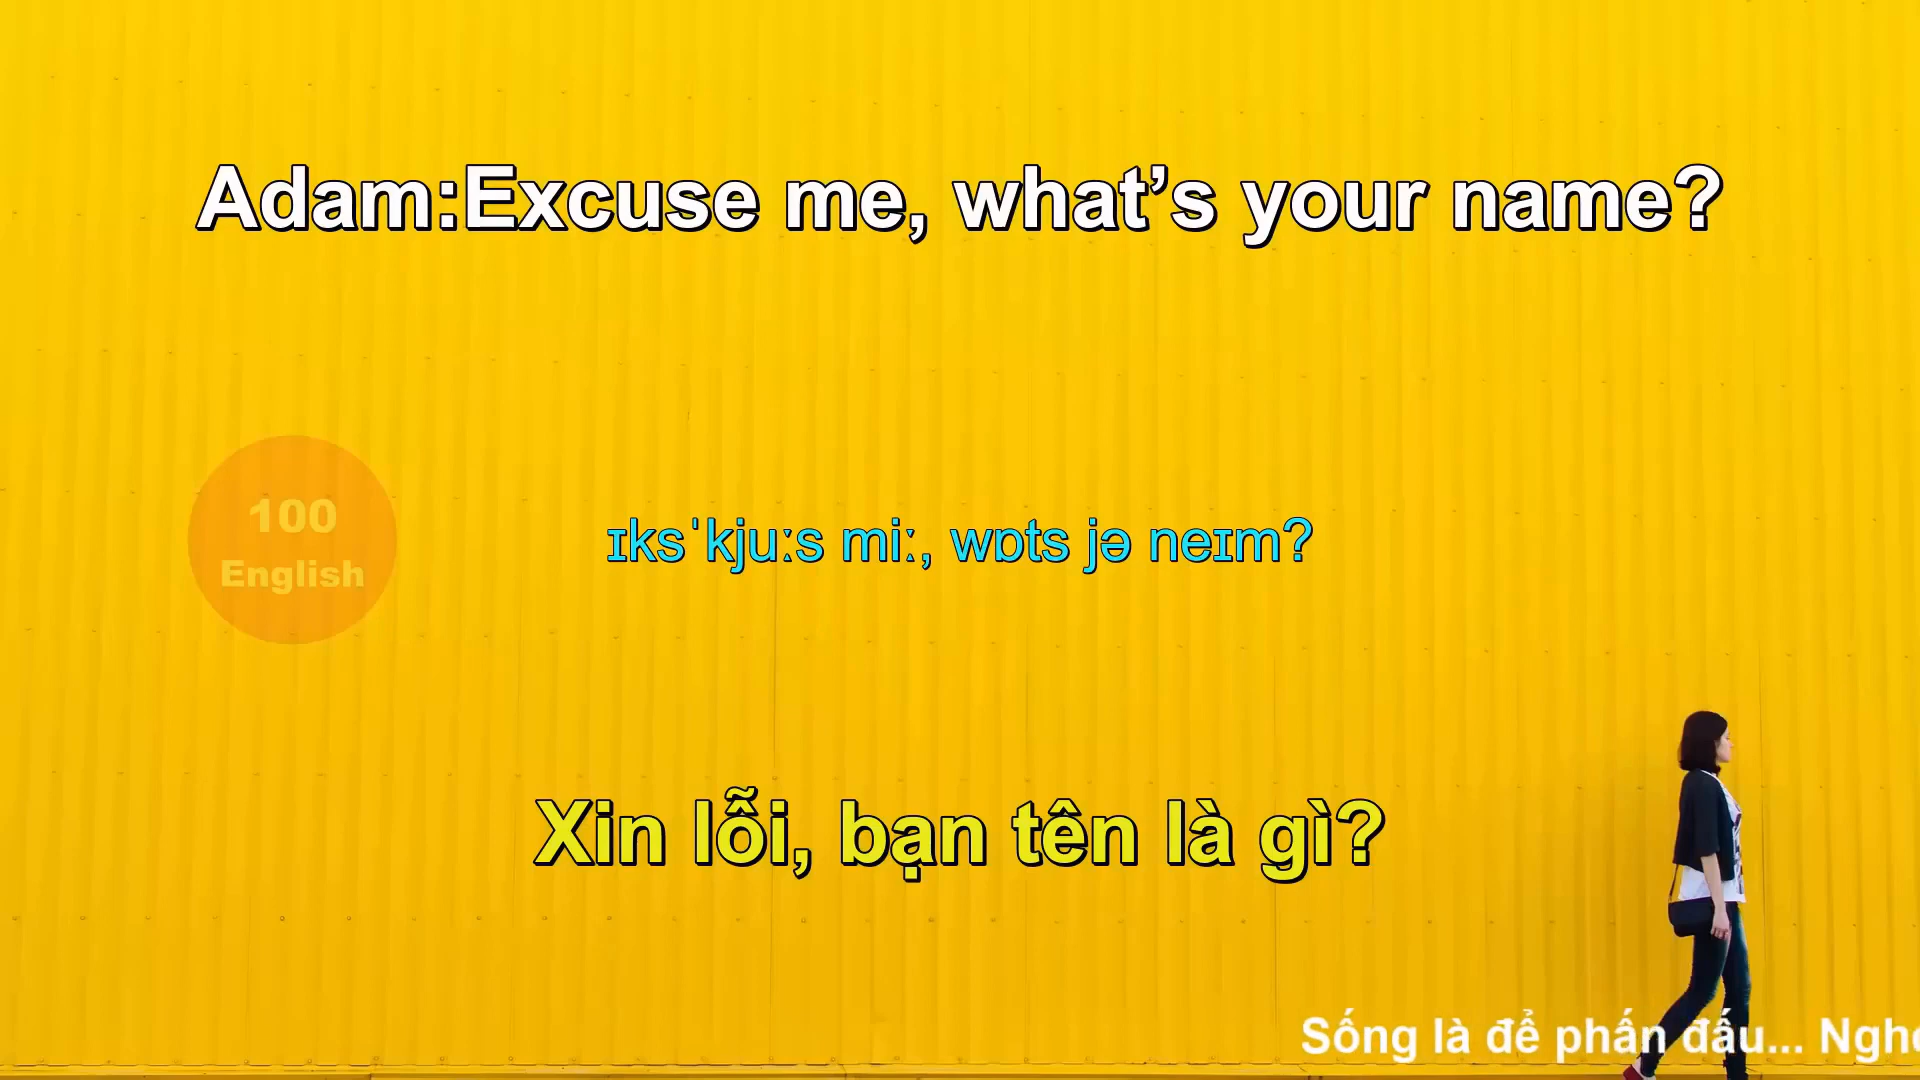 Adam:Excuse me, what’s your name?
100
English
ɪksˈkjuːs miː, wɒts jə neɪm?
Xin lỗi, bạn tên là gì?
Sống là để phấn đấu...